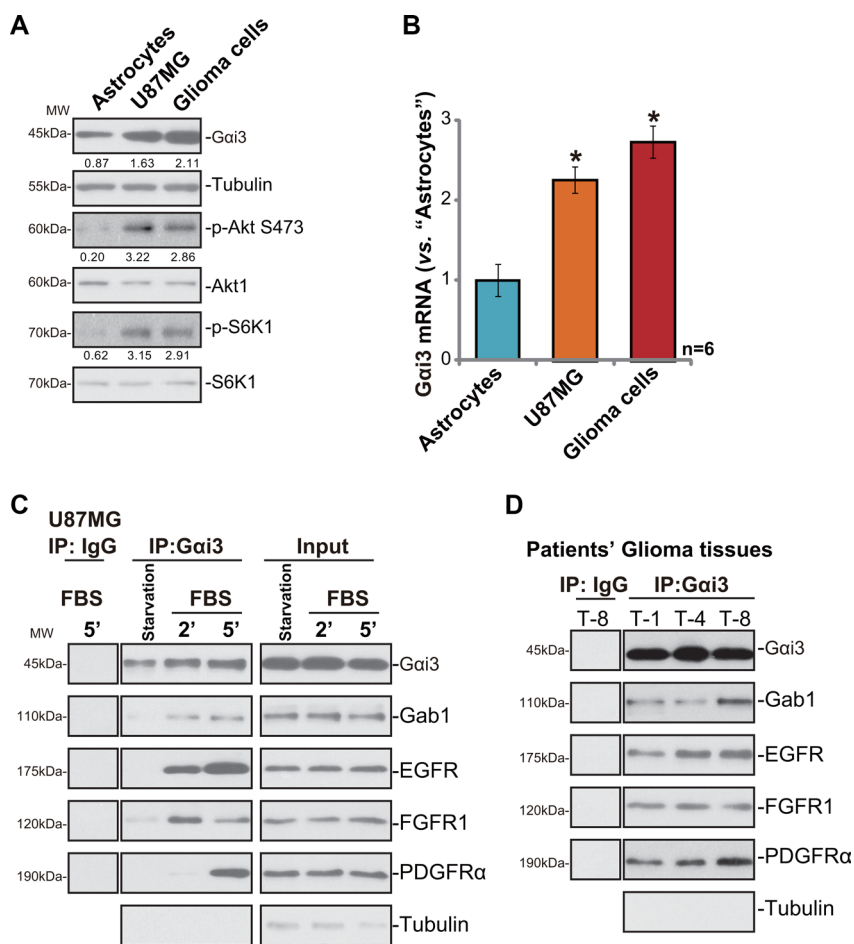 A
Astrocytes
U87MG
Glioma cells
MW
45kDa-
-Gαi3
0.87 1.63 2.11
55kDa-
-Tubulin
60kDa-
-p-Akt S473
0.20 3.22 2.86
60kDa-
-Akt1
70kDa-
-p-S6K1
0.62 3.15 2.91
70kDa-
-S6K1
B
Gαi3 mRNA (vs. “Astrocytes”)
3
2
1
0
*
*
n=6
Astrocytes
U87MG
Glioma cells
C
U87MG
IP: IgG IP:Gαi3 Input
FBS Starvation FBS Starvation FBS
MW 5’ 2’ 5’ 2’ 5’
45kDa- -Gαi3
110kDa- -Gab1
175kDa- -EGFR
120kDa- -FGFR1
190kDa- -PDGFRα
-Tubulin
D
Patients’ Glioma tissues
IP: IgG IP:Gαi3
T-8 T-1 T-4 T-8
45kDa- -Gαi3
110kDa- -Gab1
175kDa- -EGFR
120kDa- -FGFR1
190kDa- -PDGFRα
-Tubulin